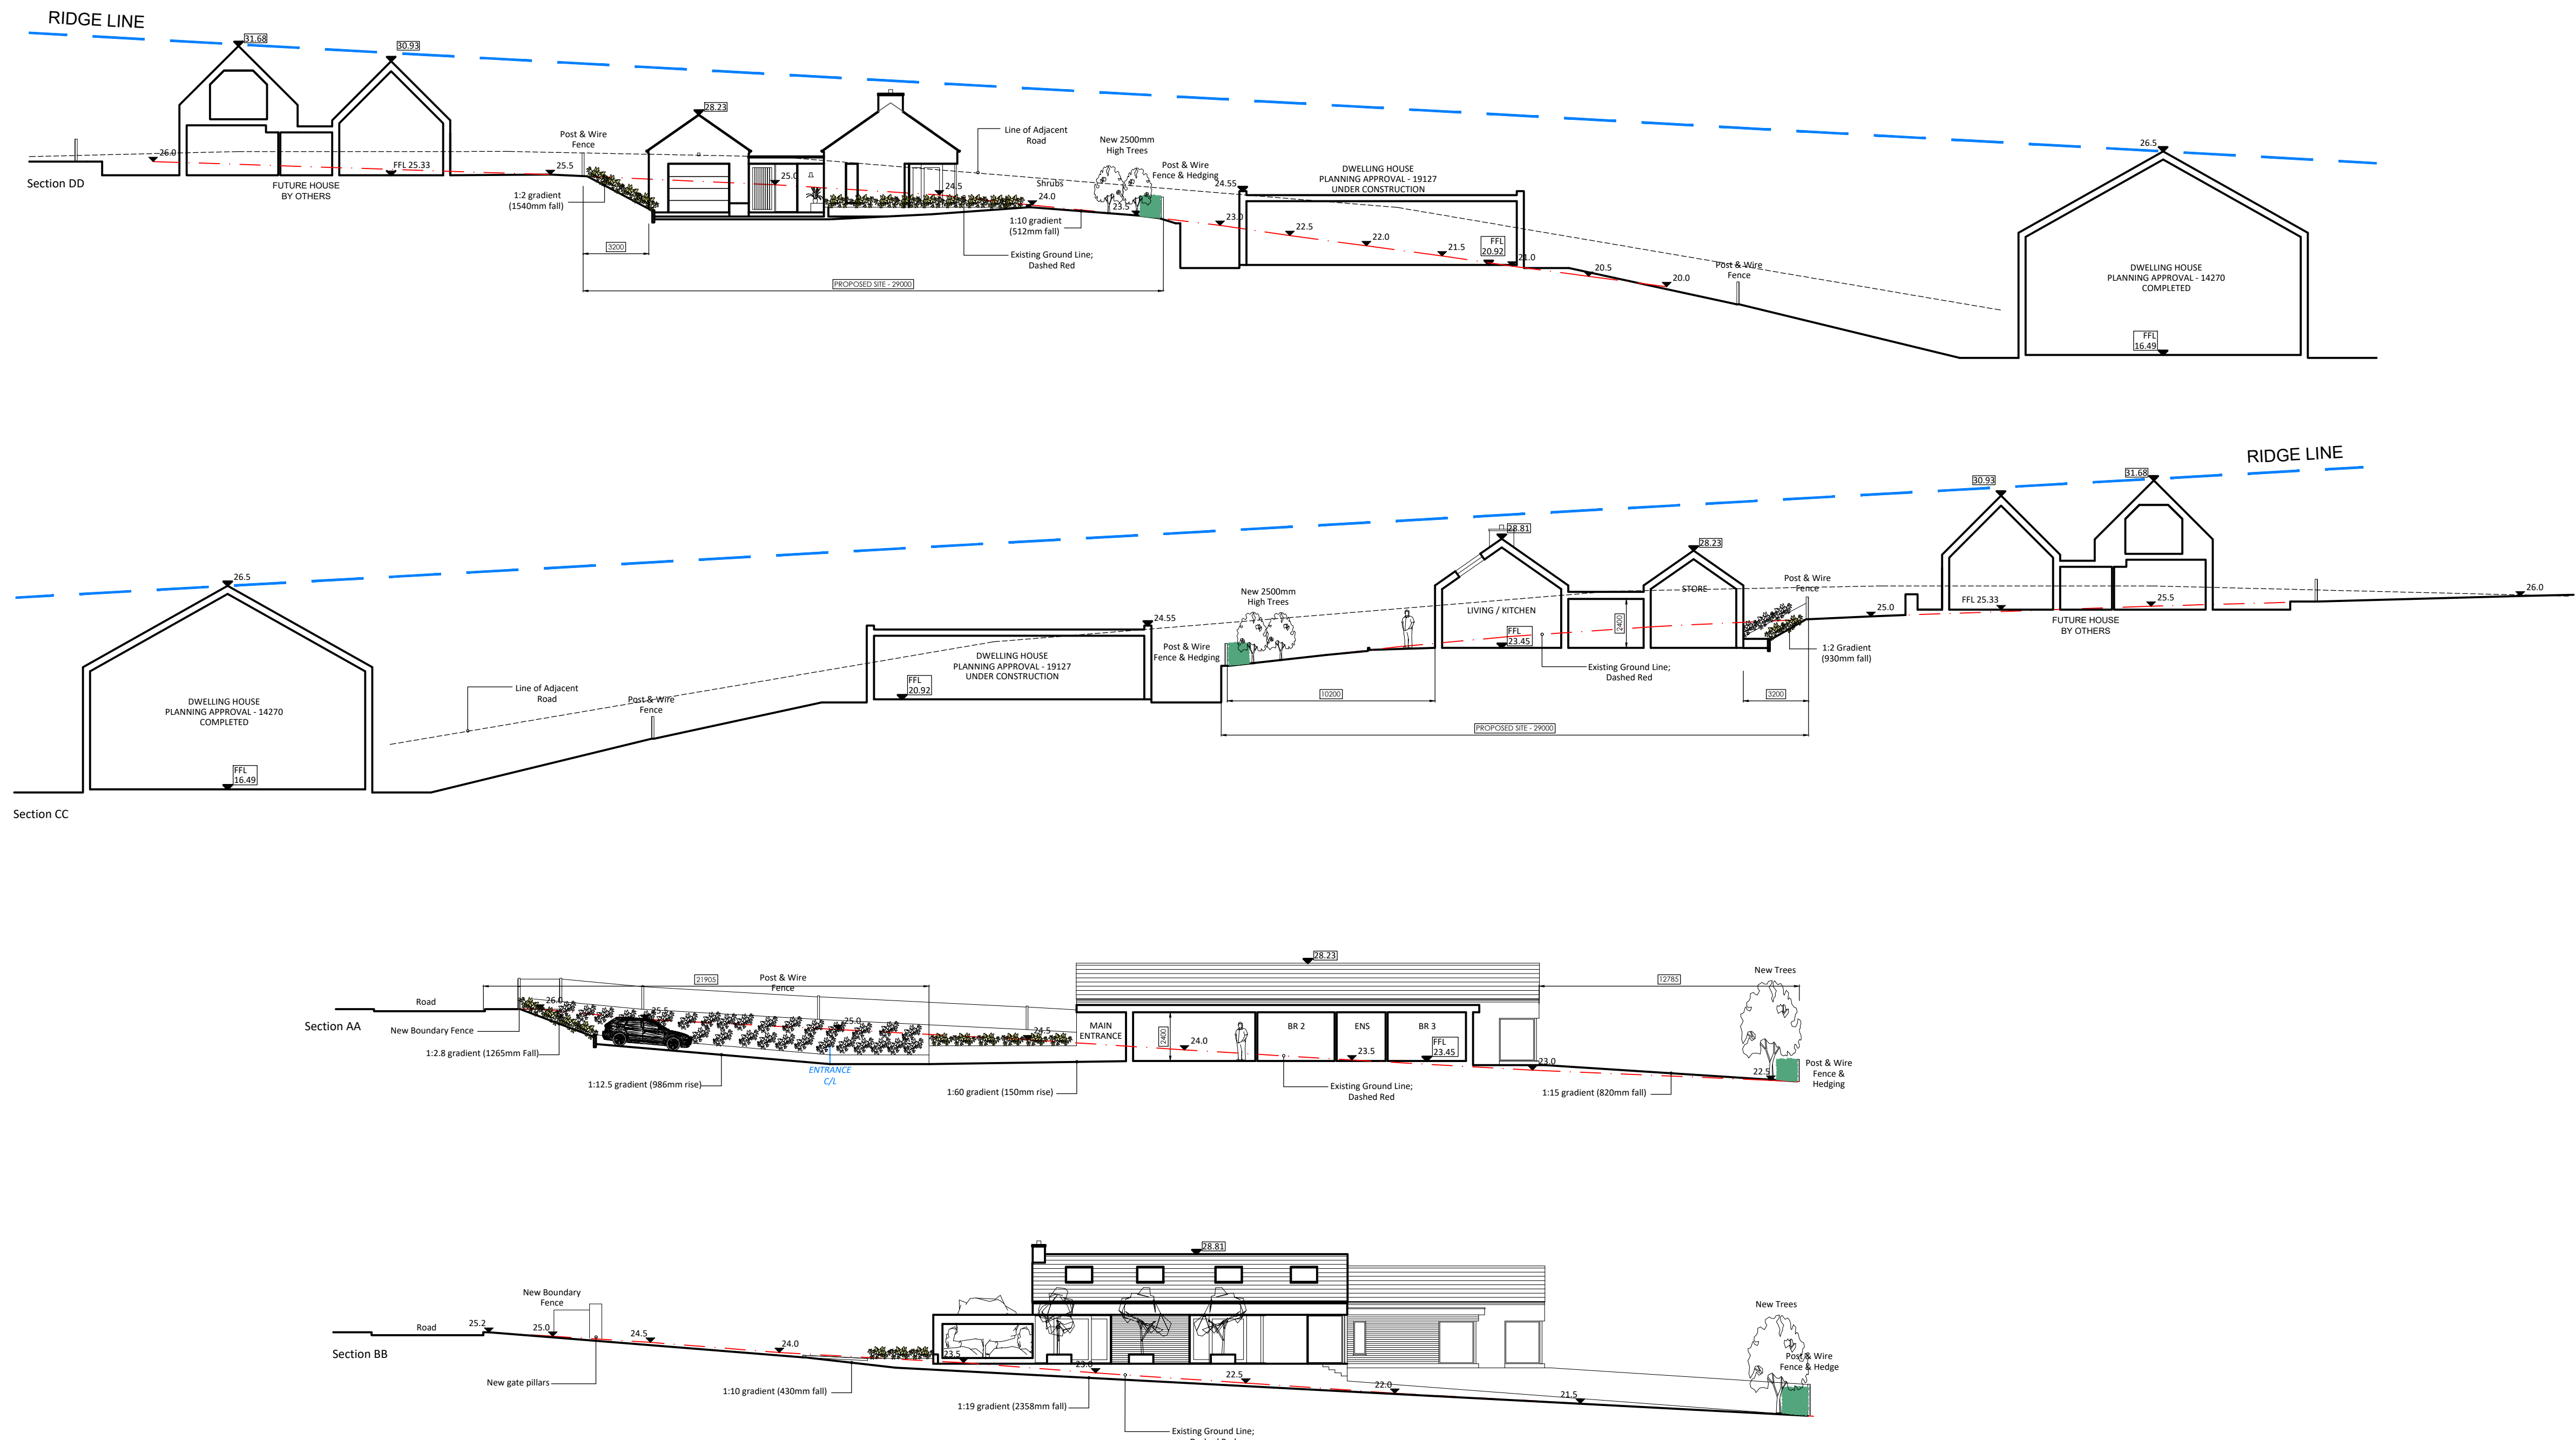 RIDGE LINE
31.68
30.93
28.23
Post & Wire
Fence
Line of Adjacent
Road
New 2500mm
High Trees
Post & Wire
Fence & Hedging
DWELLING HOUSE
PLANNING APPROVAL - 19127
UNDER CONSTRUCTION
26.5
26.0
FFL 25.33
25.5
25.0
24.5
Shrubs
24.0
23.5
24.55
23.0
22.5
22.0
21.5
FFL
20.92
21.0
20.5
20.0
Post & Wire
Fence
Section DD
FUTURE HOUSE
BY OTHERS
1:2 gradient
(1540mm fall)
3200
1:10 gradient
(512mm fall)
Existing Ground Line;
Dashed Red
PROPOSED SITE - 29000
DWELLING HOUSE
PLANNING APPROVAL - 14270
COMPLETED
FFL
16.49
RIDGE LINE
31.68
30.93
28.81
28.23
26.5
New 2500mm
High Trees
STORE
Post & Wire
Fence
26.0
LIVING / KITCHEN
2400
25.0
FFL 25.33
25.5
24.55
FFL
23.45
FUTURE HOUSE
BY OTHERS
DWELLING HOUSE
PLANNING APPROVAL - 19127
UNDER CONSTRUCTION
Post & Wire
Fence & Hedging
1:2 Gradient
(930mm fall)
Existing Ground Line;
Dashed Red
FFL
20.92
Line of Adjacent
Road
Post & Wire
Fence
10200
3200
DWELLING HOUSE
PLANNING APPROVAL - 14270
COMPLETED
PROPOSED SITE - 29000
FFL
16.49
Section CC
28.23
21905
Post & Wire
Fence
12785
New Trees
Road
26.0
25.5
25.0
24.5
Section AA
New Boundary Fence
MAIN
ENTRANCE
2400
24.0
BR 2
ENS
BR 3
23.5
FFL
23.45
23.0
22.5
Post & Wire
Fence &
Hedging
1:2.8 gradient (1265mm Fall)
1:12.5 gradient (986mm rise)
ENTRANCE
C/L
1:60 gradient (150mm rise)
Existing Ground Line;
Dashed Red
1:15 gradient (820mm fall)
28.81
New Boundary
Fence
New Trees
Road
25.2
25.0
24.5
24.0
23.5
23.0
22.5
22.0
21.5
Section BB
Post & Wire
Fence & Hedge
New gate pillars
1:10 gradient (430mm fall)
1:19 gradient (2358mm fall)
Existing Ground Line;